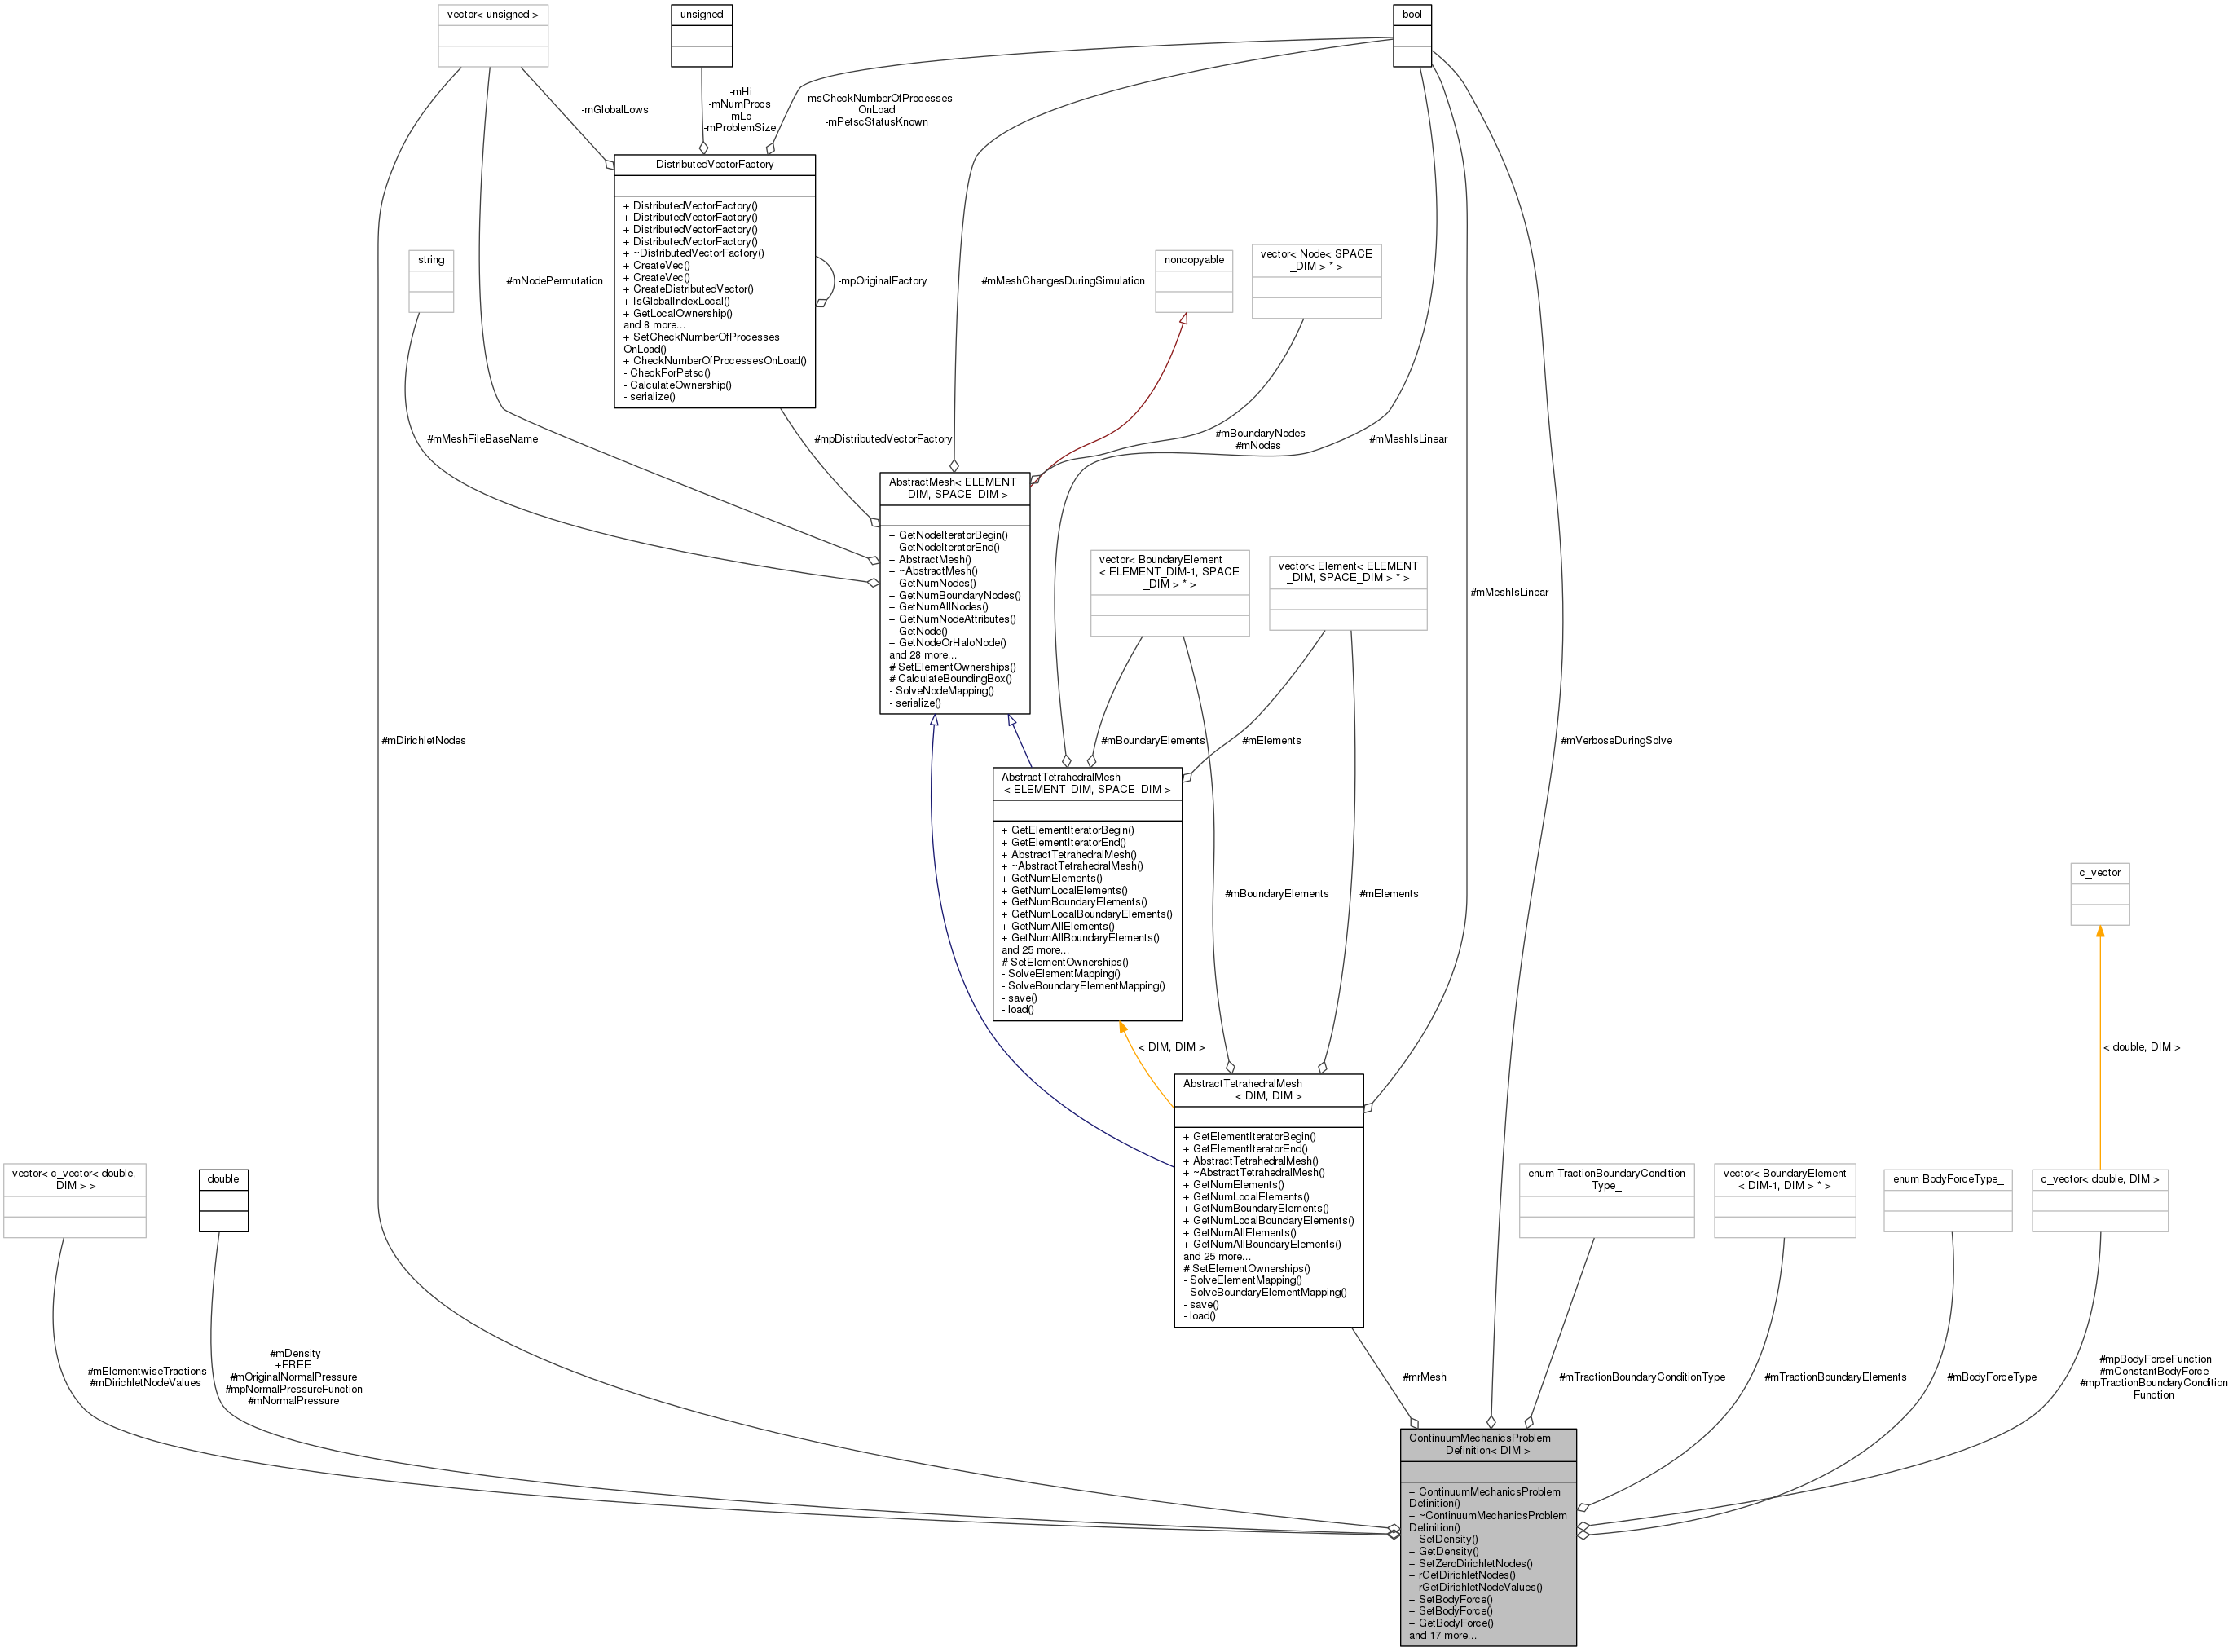 vector< unsigned >
unsigned
bool
-mGlobalLows
-mHi
-mNumProcs
-mLo
-mProblemSize
-msCheckNumberOfProcesses
OnLoad
-mPetscStatusKnown
DistributedVectorFactory
+ DistributedVectorFactory()
+ DistributedVectorFactory()
+ DistributedVectorFactory()
+ DistributedVectorFactory()
+ ~DistributedVectorFactory()
+ CreateVec()
+ CreateVec()
+ CreateDistributedVector()
+ IsGlobalIndexLocal()
+ GetLocalOwnership()
and 8 more...
+ SetCheckNumberOfProcesses
OnLoad()
+ CheckNumberOfProcessesOnLoad()
- CheckForPetsc()
- CalculateOwnership()
- serialize()
-mpOriginalFactory
string
#mNodePermutation
#mMeshChangesDuringSimulation
noncopyable
vector< Node< SPACE
_DIM > * >
#mMeshFileBaseName
#mpDistributedVectorFactory
#mBoundaryNodes
#mNodes
#mMeshIsLinear
AbstractMesh< ELEMENT
_DIM, SPACE_DIM >
+ GetNodeIteratorBegin()
+ GetNodeIteratorEnd()
+ AbstractMesh()
+ ~AbstractMesh()
+ GetNumNodes()
+ GetNumBoundaryNodes()
+ GetNumAllNodes()
+ GetNumNodeAttributes()
+ GetNode()
+ GetNodeOrHaloNode()
and 28 more...
# SetElementOwnerships()
# CalculateBoundingBox()
- SolveNodeMapping()
- serialize()
vector< BoundaryElement
< ELEMENT_DIM-1, SPACE
_DIM > * >
vector< Element< ELEMENT
_DIM, SPACE_DIM > * >
#mMeshIsLinear
#mDirichletNodes
#mBoundaryElements
#mElements
#mVerboseDuringSolve
AbstractTetrahedralMesh
< ELEMENT_DIM, SPACE_DIM >
+ GetElementIteratorBegin()
+ GetElementIteratorEnd()
+ AbstractTetrahedralMesh()
+ ~AbstractTetrahedralMesh()
+ GetNumElements()
+ GetNumLocalElements()
+ GetNumBoundaryElements()
+ GetNumLocalBoundaryElements()
+ GetNumAllElements()
+ GetNumAllBoundaryElements()
and 25 more...
# SetElementOwnerships()
- SolveElementMapping()
- SolveBoundaryElementMapping()
- save()
- load()
#mBoundaryElements
#mElements
c_vector
< DIM, DIM >
< double, DIM >
AbstractTetrahedralMesh
< DIM, DIM >
+ GetElementIteratorBegin()
+ GetElementIteratorEnd()
+ AbstractTetrahedralMesh()
+ ~AbstractTetrahedralMesh()
+ GetNumElements()
+ GetNumLocalElements()
+ GetNumBoundaryElements()
+ GetNumLocalBoundaryElements()
+ GetNumAllElements()
+ GetNumAllBoundaryElements()
and 25 more...
# SetElementOwnerships()
- SolveElementMapping()
- SolveBoundaryElementMapping()
- save()
- load()
vector< c_vector< double,
DIM > >
double
enum TractionBoundaryCondition
Type_
vector< BoundaryElement
< DIM-1, DIM > * >
enum BodyForceType_
c_vector< double, DIM >
#mElementwiseTractions
#mDirichletNodeValues
#mDensity
+FREE
#mOriginalNormalPressure
#mpNormalPressureFunction
#mNormalPressure
#mrMesh
#mTractionBoundaryConditionType
#mTractionBoundaryElements
#mBodyForceType
#mpBodyForceFunction
#mConstantBodyForce
#mpTractionBoundaryCondition
Function
ContinuumMechanicsProblem
Definition< DIM >
+ ContinuumMechanicsProblem
Definition()
+ ~ContinuumMechanicsProblem
Definition()
+ SetDensity()
+ GetDensity()
+ SetZeroDirichletNodes()
+ rGetDirichletNodes()
+ rGetDirichletNodeValues()
+ SetBodyForce()
+ SetBodyForce()
+ GetBodyForce()
and 17 more...